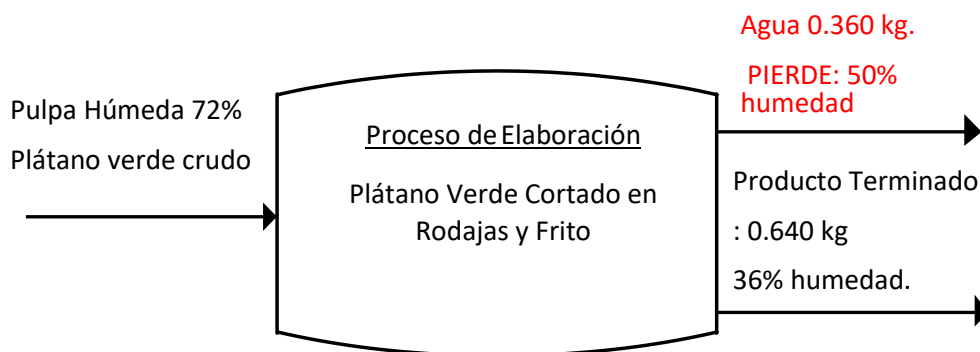 Pulpa Húmeda 72%
Plátano verde crudo
Proceso de Elaboración
Plátano Verde Cortado en
Rodajas y Frito
Agua 0.360 kg.
PIERDE: 50%
humedad
Producto Terminado
: 0.640 kg
36% humedad.